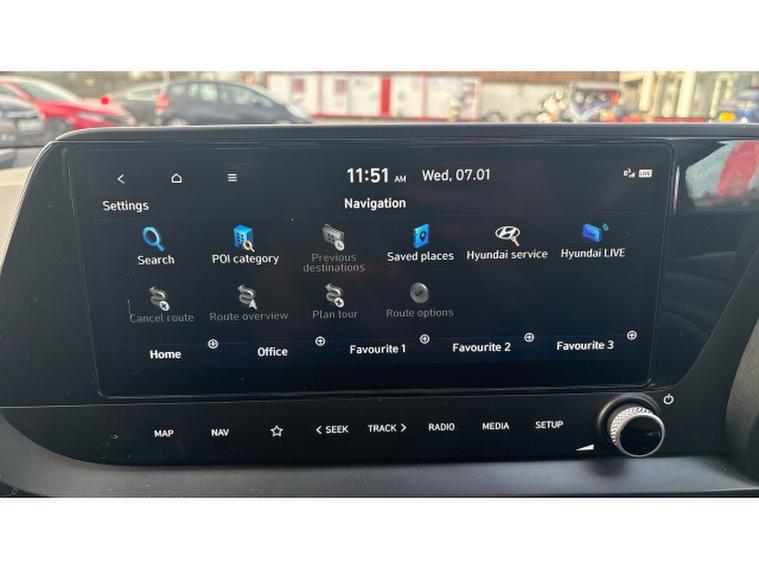 11:51 AM Wed, 07.01 LIVE
Settings Navigation
Search POI category Previous destinations Saved places Hyundai service Hyundai LIVE
Cancel route Route overview Plan tour Route options
Home Office Favourite 1 Favourite 2 Favourite 3
MAP NAV SEEK TRACK RADIO MEDIA SETUP